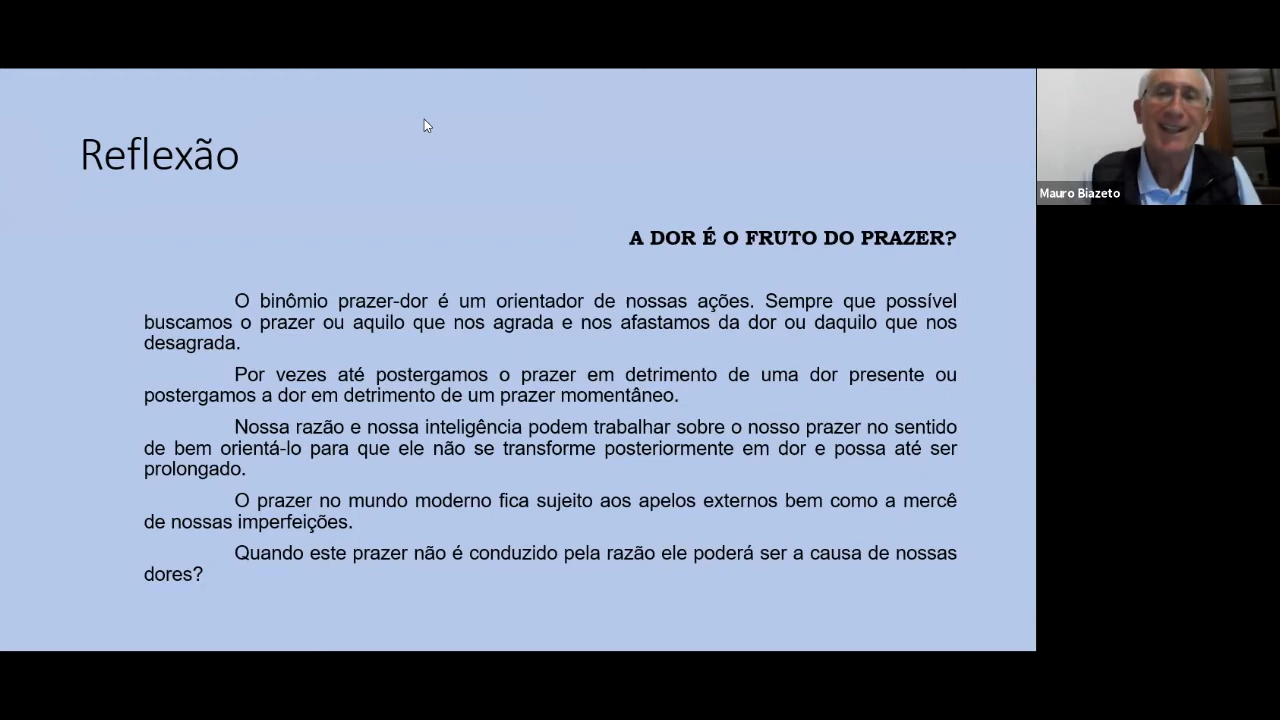 Reflexão
Mauro Biazeto
A DOR É O FRUTO DO PRAZER?
O binômio prazer-dor é um orientador de nossas ações. Sempre que possível
buscamos o prazer ou aquilo que nos agrada e nos afastamos da dor ou daquilo que nos
desagrada.
Por vezes até postergamos o prazer em detrimento de uma dor presente ou
postergamos a dor em detrimento de um prazer momentâneo.
Nossa razão e nossa inteligência podem trabalhar sobre o nosso prazer no sentido
de bem orientá-lo para que ele não se transforme posteriormente em dor e possa até ser
prolongado.
O prazer no mundo moderno fica sujeito aos apelos externos bem como a mercê
de nossas imperfeições.
Quando este prazer não é conduzido pela razão ele poderá ser a causa de nossas
dores?